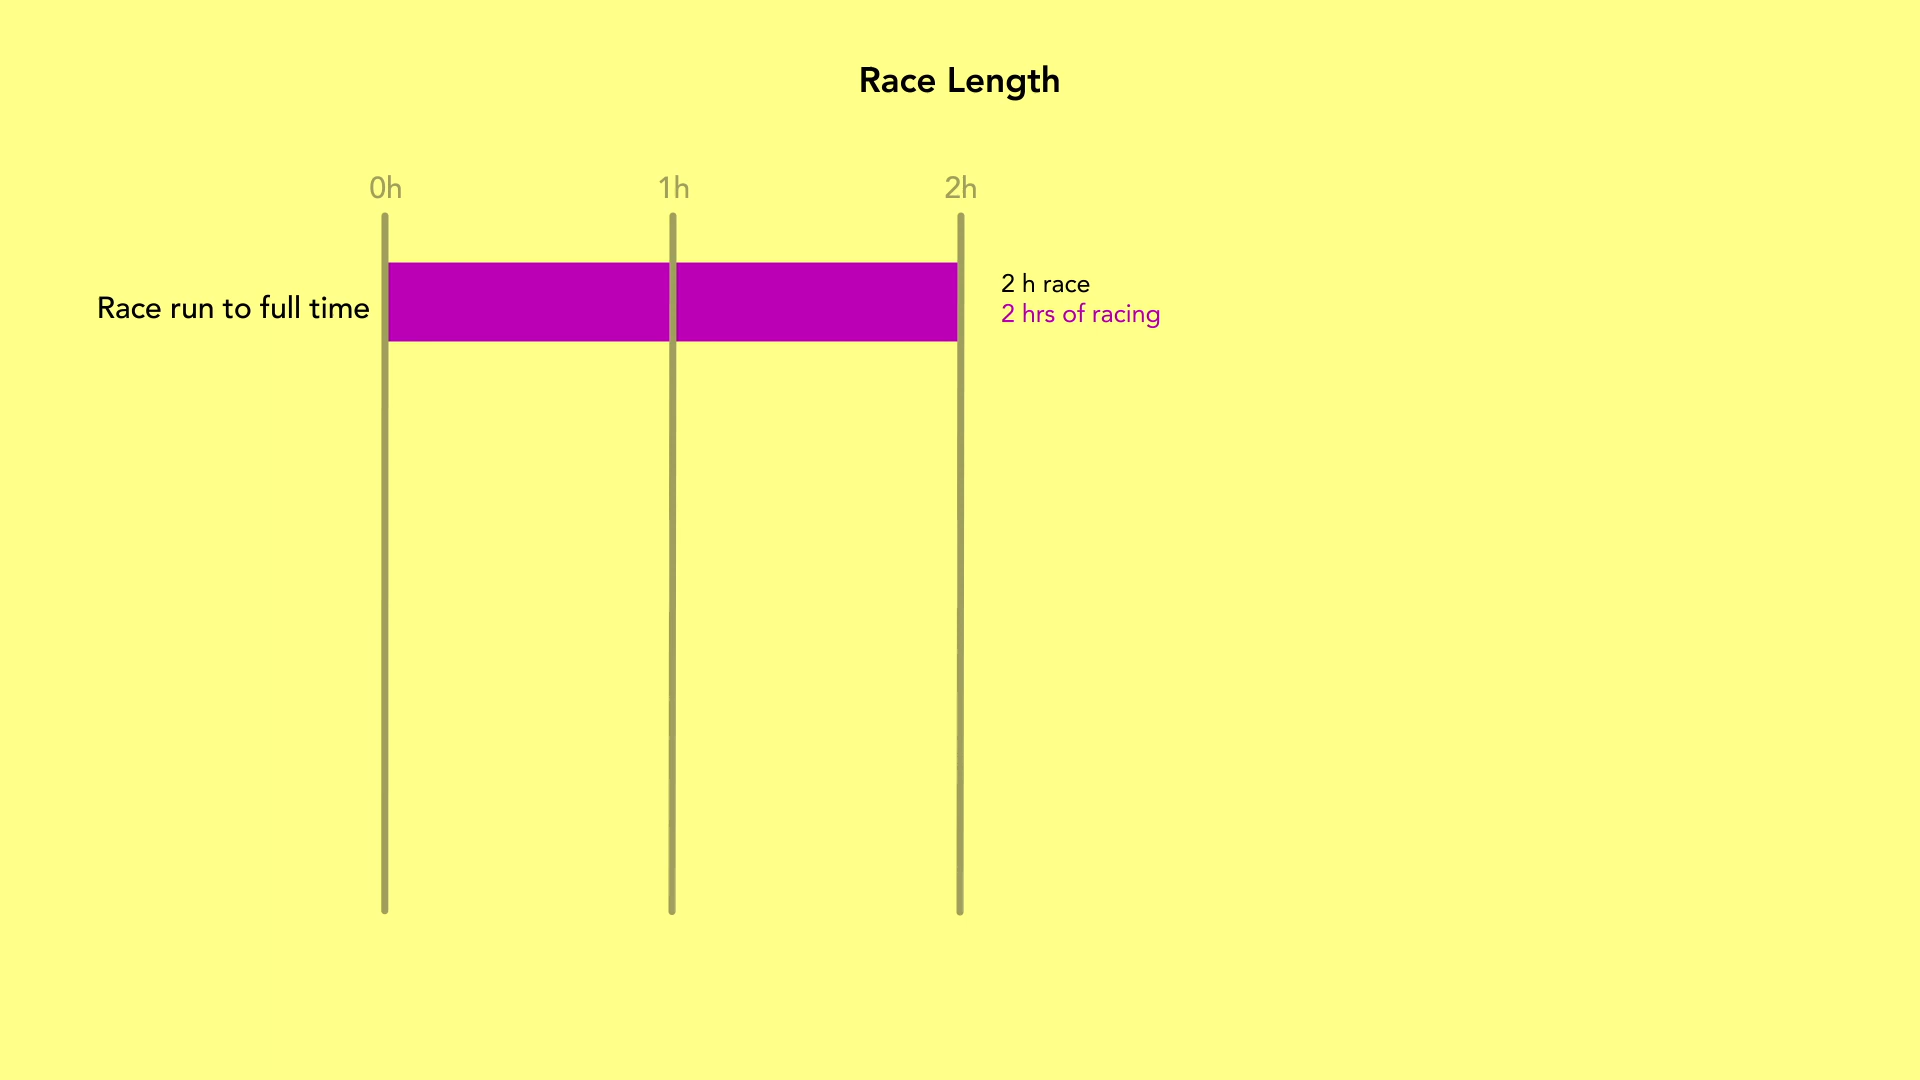 Race Length
0h
1h
2h
Race run to full time
2 h race
2 hrs of racing